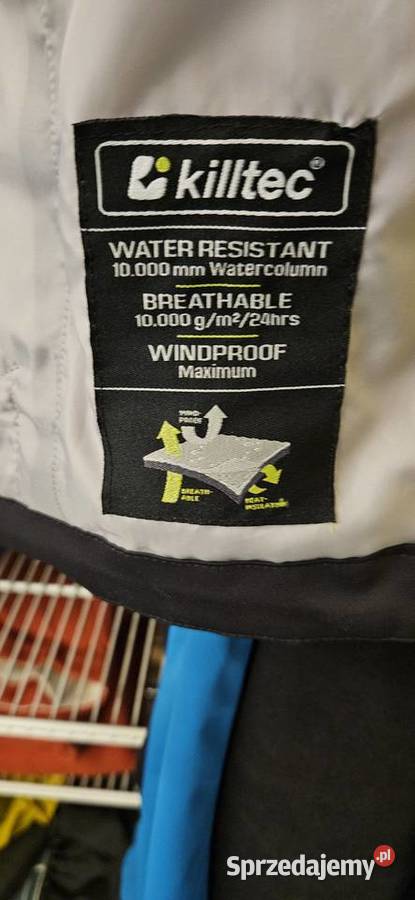 killtec®
WATER RESISTANT
10.000 mm Watercolumn
BREATHABLE
10.000 g/m²/24hrs
WINDPROOF
Maximum
WIND-
PROOF
BREATH-
ABLE
HEAT-
INSULATION
Sprzedajemy.pl